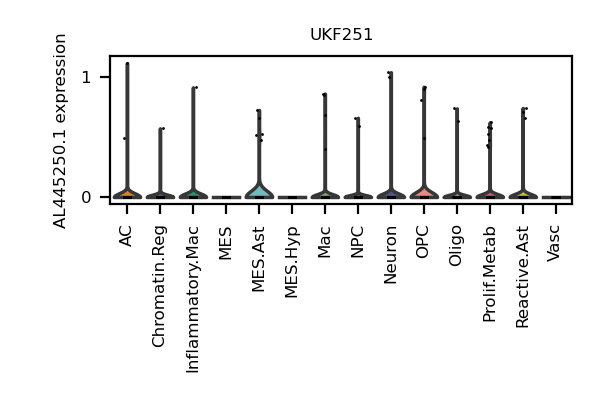 UKF251
AL445250.1 expression
1
0
AC
Chromatin.Reg
Inflammatory.Mac
MES
MES.Ast
MES.Hyp
Mac
NPC
Neuron
OPC
Oligo
Prolif.Metab
Reactive.Ast
Vasc